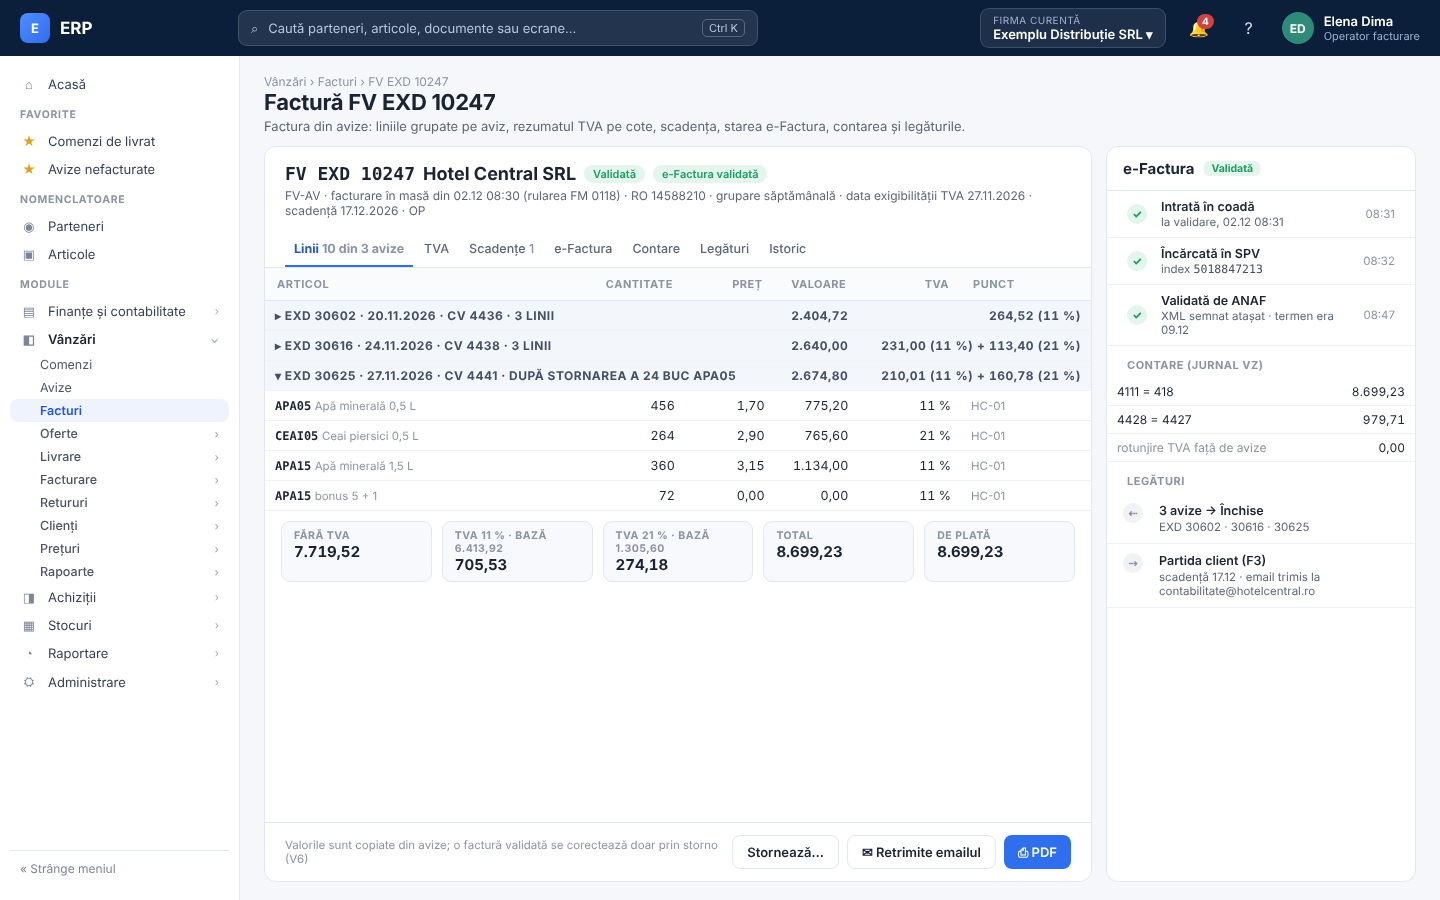 E ERP
Caută parteneri, articole, documente sau ecrane... Ctrl K
FIRMA CURENTĂ
Exemplu Distribuție SRL ▾
4
?
ED
Elena Dima
Operator facturare
Acasă
FAVORITE
★ Comenzi de livrat
★ Avize nefacturate
NOMENCLATOARE
Parteneri
Articole
MODULE
Finanțe și contabilitate ›
Vânzări
Comenzi
Avize
Facturi
Oferte ›
Livrare ›
Facturare ›
Retururi ›
Clienți ›
Prețuri ›
Rapoarte ›
Achiziții ›
Stocuri ›
Raportare ›
Administrare ›
« Strânge meniul
Vânzări › Facturi › FV EXD 10247
Factură FV EXD 10247
Factura din avize: liniile grupate pe aviz, rezumatul TVA pe cote, scadența, starea e-Factura, contarea și legăturile.
FV EXD 10247 Hotel Central SRL Validată e-Factura validată
FV-AV · facturare în masă din 02.12 08:30 (rularea FM 0118) · RO 14588210 · grupare săptămânală · data exigibilității TVA 27.11.2026 ·
scadență 17.12.2026 · OP
Linii 10 din 3 avize TVA Scadențe 1 e-Factura Contare Legături Istoric
ARTICOL CANTITATE PREȚ VALOARE TVA PUNCT
▸ EXD 30602 · 20.11.2026 · CV 4436 · 3 LINII 2.404,72 264,52 (11 %)
▸ EXD 30616 · 24.11.2026 · CV 4438 · 3 LINII 2.640,00 231,00 (11 %) + 113,40 (21 %)
▾ EXD 30625 · 27.11.2026 · CV 4441 · DUPĂ STORNAREA A 24 BUC APA05 2.674,80 210,01 (11 %) + 160,78 (21 %)
APA05 Apă minerală 0,5 L 456 1,70 775,20 11 % HC-01
CEAI05 Ceai piersici 0,5 L 264 2,90 765,60 21 % HC-01
APA15 Apă minerală 1,5 L 360 3,15 1.134,00 11 % HC-01
APA15 bonus 5 + 1 72 0,00 0,00 11 % HC-01
FĂRĂ TVA
7.719,52
TVA 11 % · BAZĂ
6.413,92
705,53
TVA 21 % · BAZĂ
1.305,60
274,18
TOTAL
8.699,23
DE PLATĂ
8.699,23
Valorile sunt copiate din avize; o factură validată se corectează doar prin storno
(V6)
Stornează...
✉ Retrimite emailul
⎙ PDF
e-Factura Validată
✓ Intrată în coadă 08:31
la validare, 02.12 08:31
✓ Încărcată în SPV 08:32
index 5018847213
✓ Validată de ANAF 08:47
XML semnat atașat · termen era
09.12
CONTARE (JURNAL VZ)
4111 = 418 8.699,23
4428 = 4427 979,71
rotunjire TVA față de avize 0,00
LEGĂTURI
← 3 avize → Închise
EXD 30602 · 30616 · 30625
→ Partida client (F3)
scadență 17.12 · email trimis la
contabilitate@hotelcentral.ro